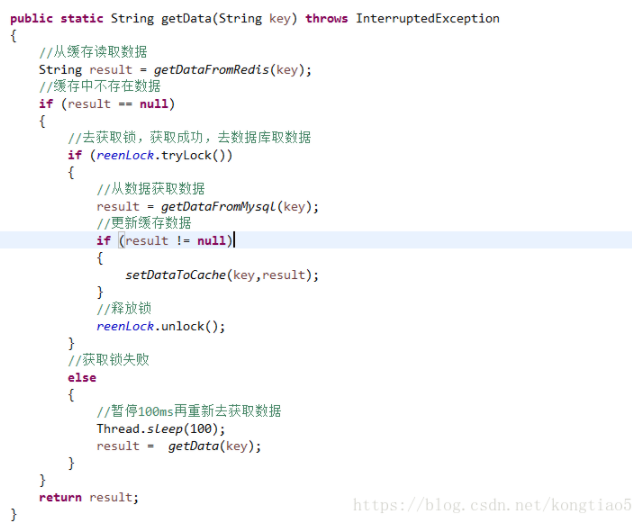 public static String getData(String key) throws InterruptedException
{
//从缓存读取数据
String result = getDataFromRedis(key);
//缓存中不存在数据
if (result == null)
{
//去获取锁，获取成功，去数据库取数据
if (reenLock.tryLock())
{
//从数据获取数据
result = getDataFromMysql(key);
//更新缓存数据
if (result != null)
{
setDataToCache(key,result);
}
//释放锁
reenLock.unlock();
}
//获取锁失败
else
{
//暂停100ms再重新去获取数据
Thread.sleep(100);
result =  getData(key);
}
}
return result;
}
https://blog.csdn.net/kongtiao5